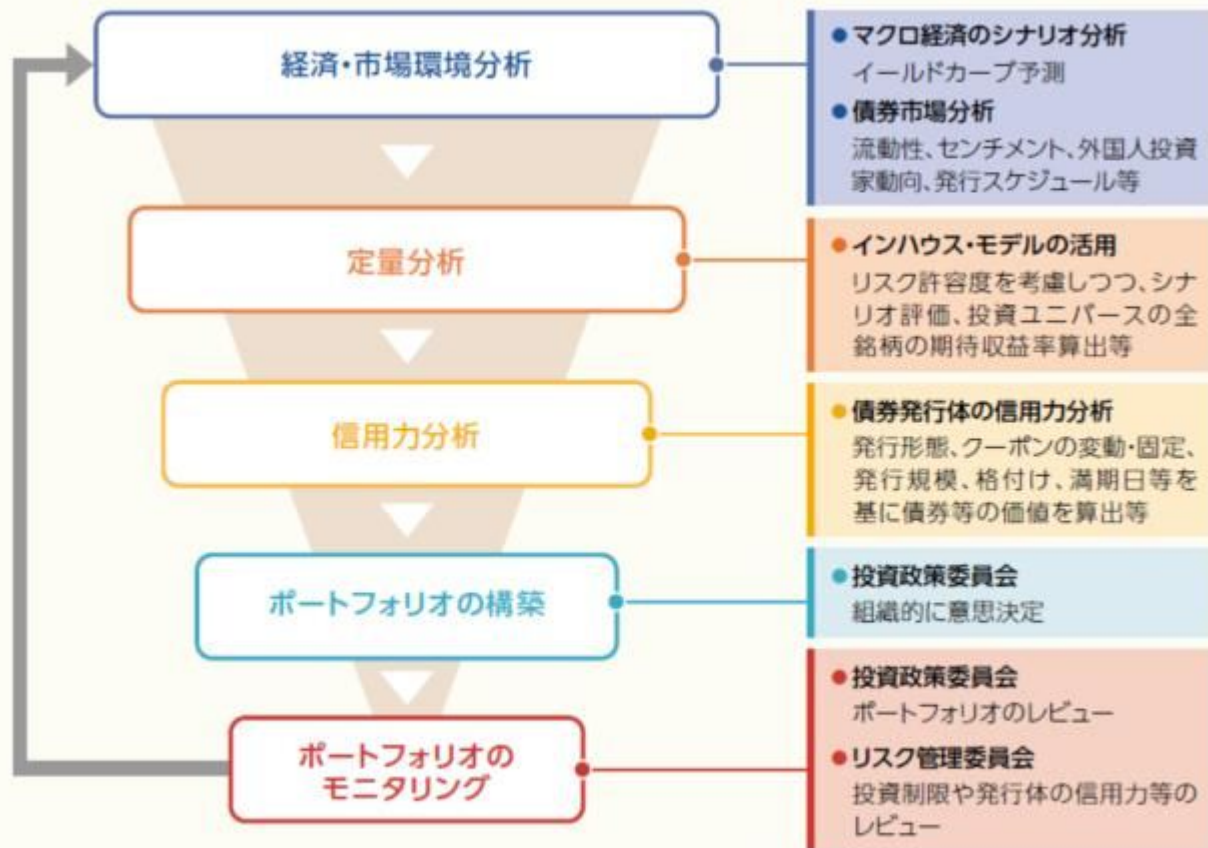 経済・市場環境分析
●マクロ経済のシナリオ分析
イールドカーブ予測
●債券市場分析
流動性、センチメント、外国人投資
家動向、発行スケジュール等
定量分析
●インハウス・モデルの活用
リスク許容度を考慮しつつ、シナ
リオ評価、投資ユニバースの全
銘柄の期待収益率算出等
信用力分析
●債券発行体の信用力分析
発行形態、クーポンの変動・固定、
発行規模、格付け、満期日等を
基に債券等の価値を算出等
ポートフォリオの構築
●投資政策委員会
組織的に意思決定
ポートフォリオの
モニタリング
●投資政策委員会
ポートフォリオのレビュー
●リスク管理委員会
投資制限や発行体の信用力等の
レビュー